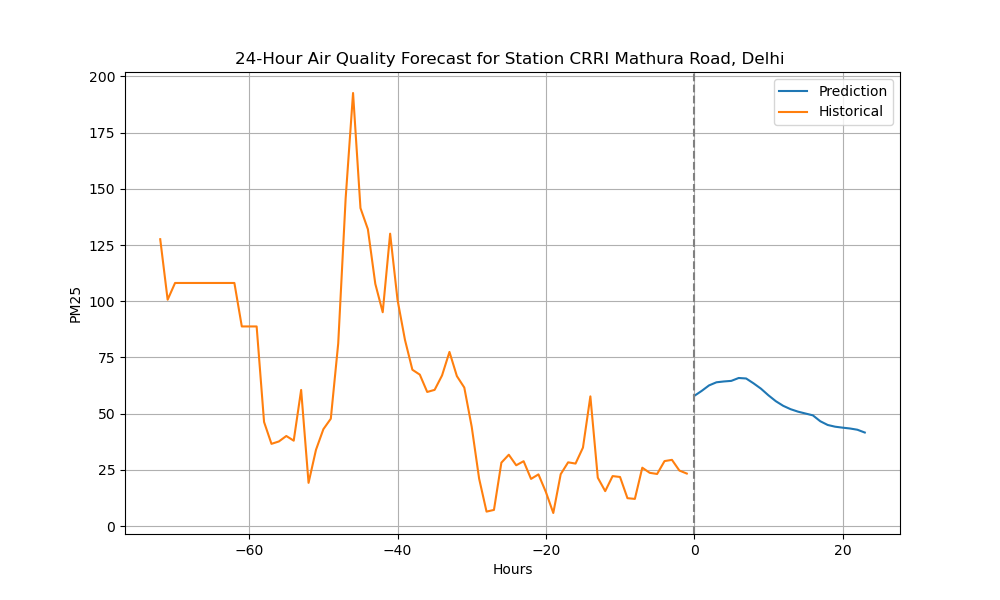 24-Hour Air Quality Forecast for Station CRRI Mathura Road, Delhi
Prediction
Historical
200
175
150
125
100
75
50
25
0
PM25
−60
−40
−20
0
20
Hours